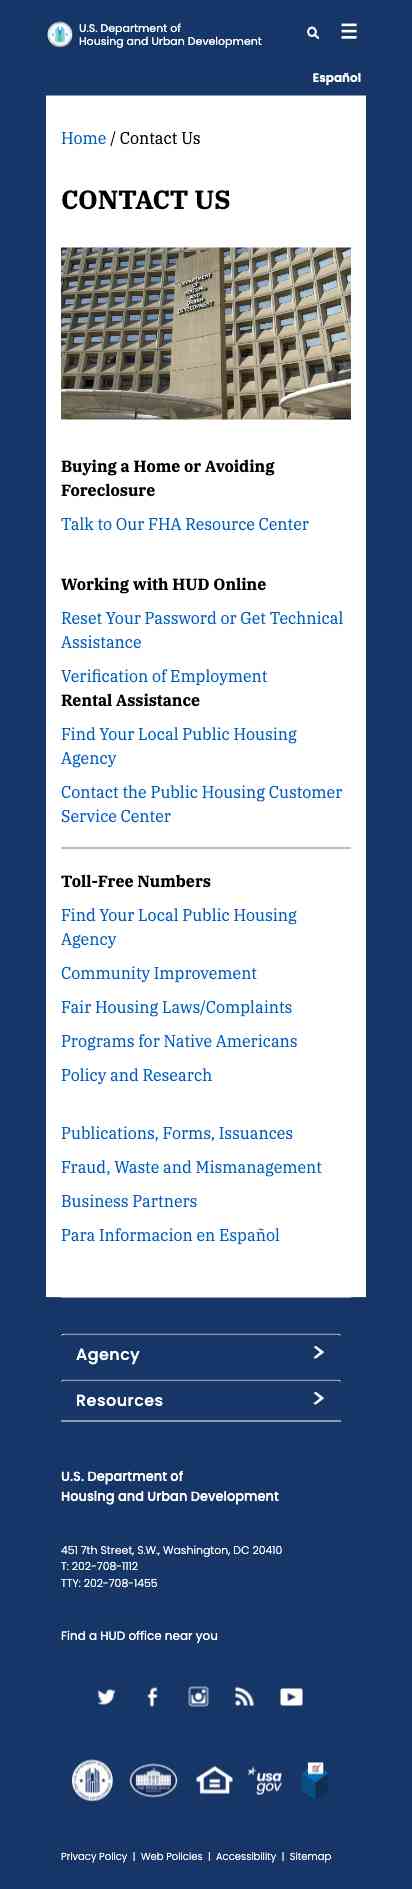 U.S. Department of
Housing and Urban Development
Español
Home / Contact Us
CONTACT US
DEPARTMENT
OF
HOUSING
AND
URBAN
DEVELOPMENT
Buying a Home or Avoiding
Foreclosure
Talk to Our FHA Resource Center
Working with HUD Online
Reset Your Password or Get Technical
Assistance
Verification of Employment
Rental Assistance
Find Your Local Public Housing
Agency
Contact the Public Housing Customer
Service Center
Toll-Free Numbers
Find Your Local Public Housing
Agency
Community Improvement
Fair Housing Laws/Complaints
Programs for Native Americans
Policy and Research
Publications, Forms, Issuances
Fraud, Waste and Mismanagement
Business Partners
Para Informacion en Español
Agency
Resources
U.S. Department of
Housing and Urban Development
451 7th Street, S.W., Washington, DC 20410
T: 202-708-1112
TTY: 202-708-1455
Find a HUD office near you
usa
gov
Privacy Policy | Web Policies | Accessibility | Sitemap